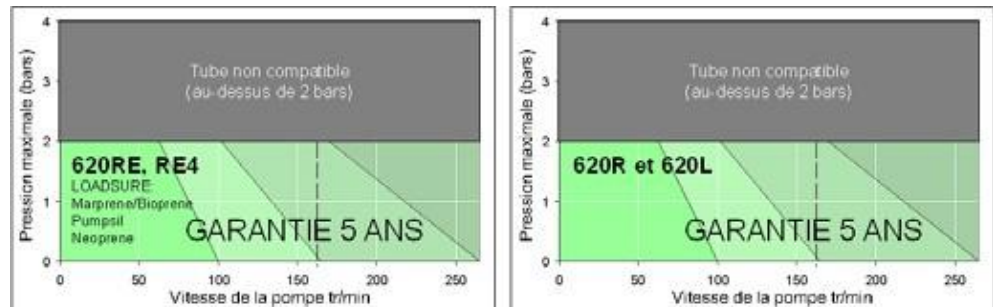 Pression maximale (bars)
4
3
2
1
0
Tube non compatible
(au-dessus de 2 bars)
620RE, RE4
LOADSURE:
Marprene/Bioprene
Pumpsil
Neoprene
GARANTIE 5 ANS
0 50 100 150 200 250
Vitesse de la pompe tr/min
Pression maximale (bars)
4
3
2
1
0
Tube non compatible
(au-dessus de 2 bars)
620R et 620L
GARANTIE 5 ANS
0 50 100 150 200 250
Vitesse de la pompe tr/min